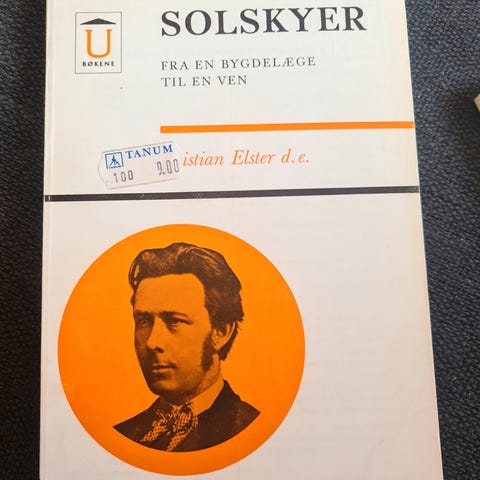 U
BØKENE
SOLSKYER
FRA EN BYGDELÆGE
TIL EN VEN
istian Elster d. e.
TANUM
100 9.00